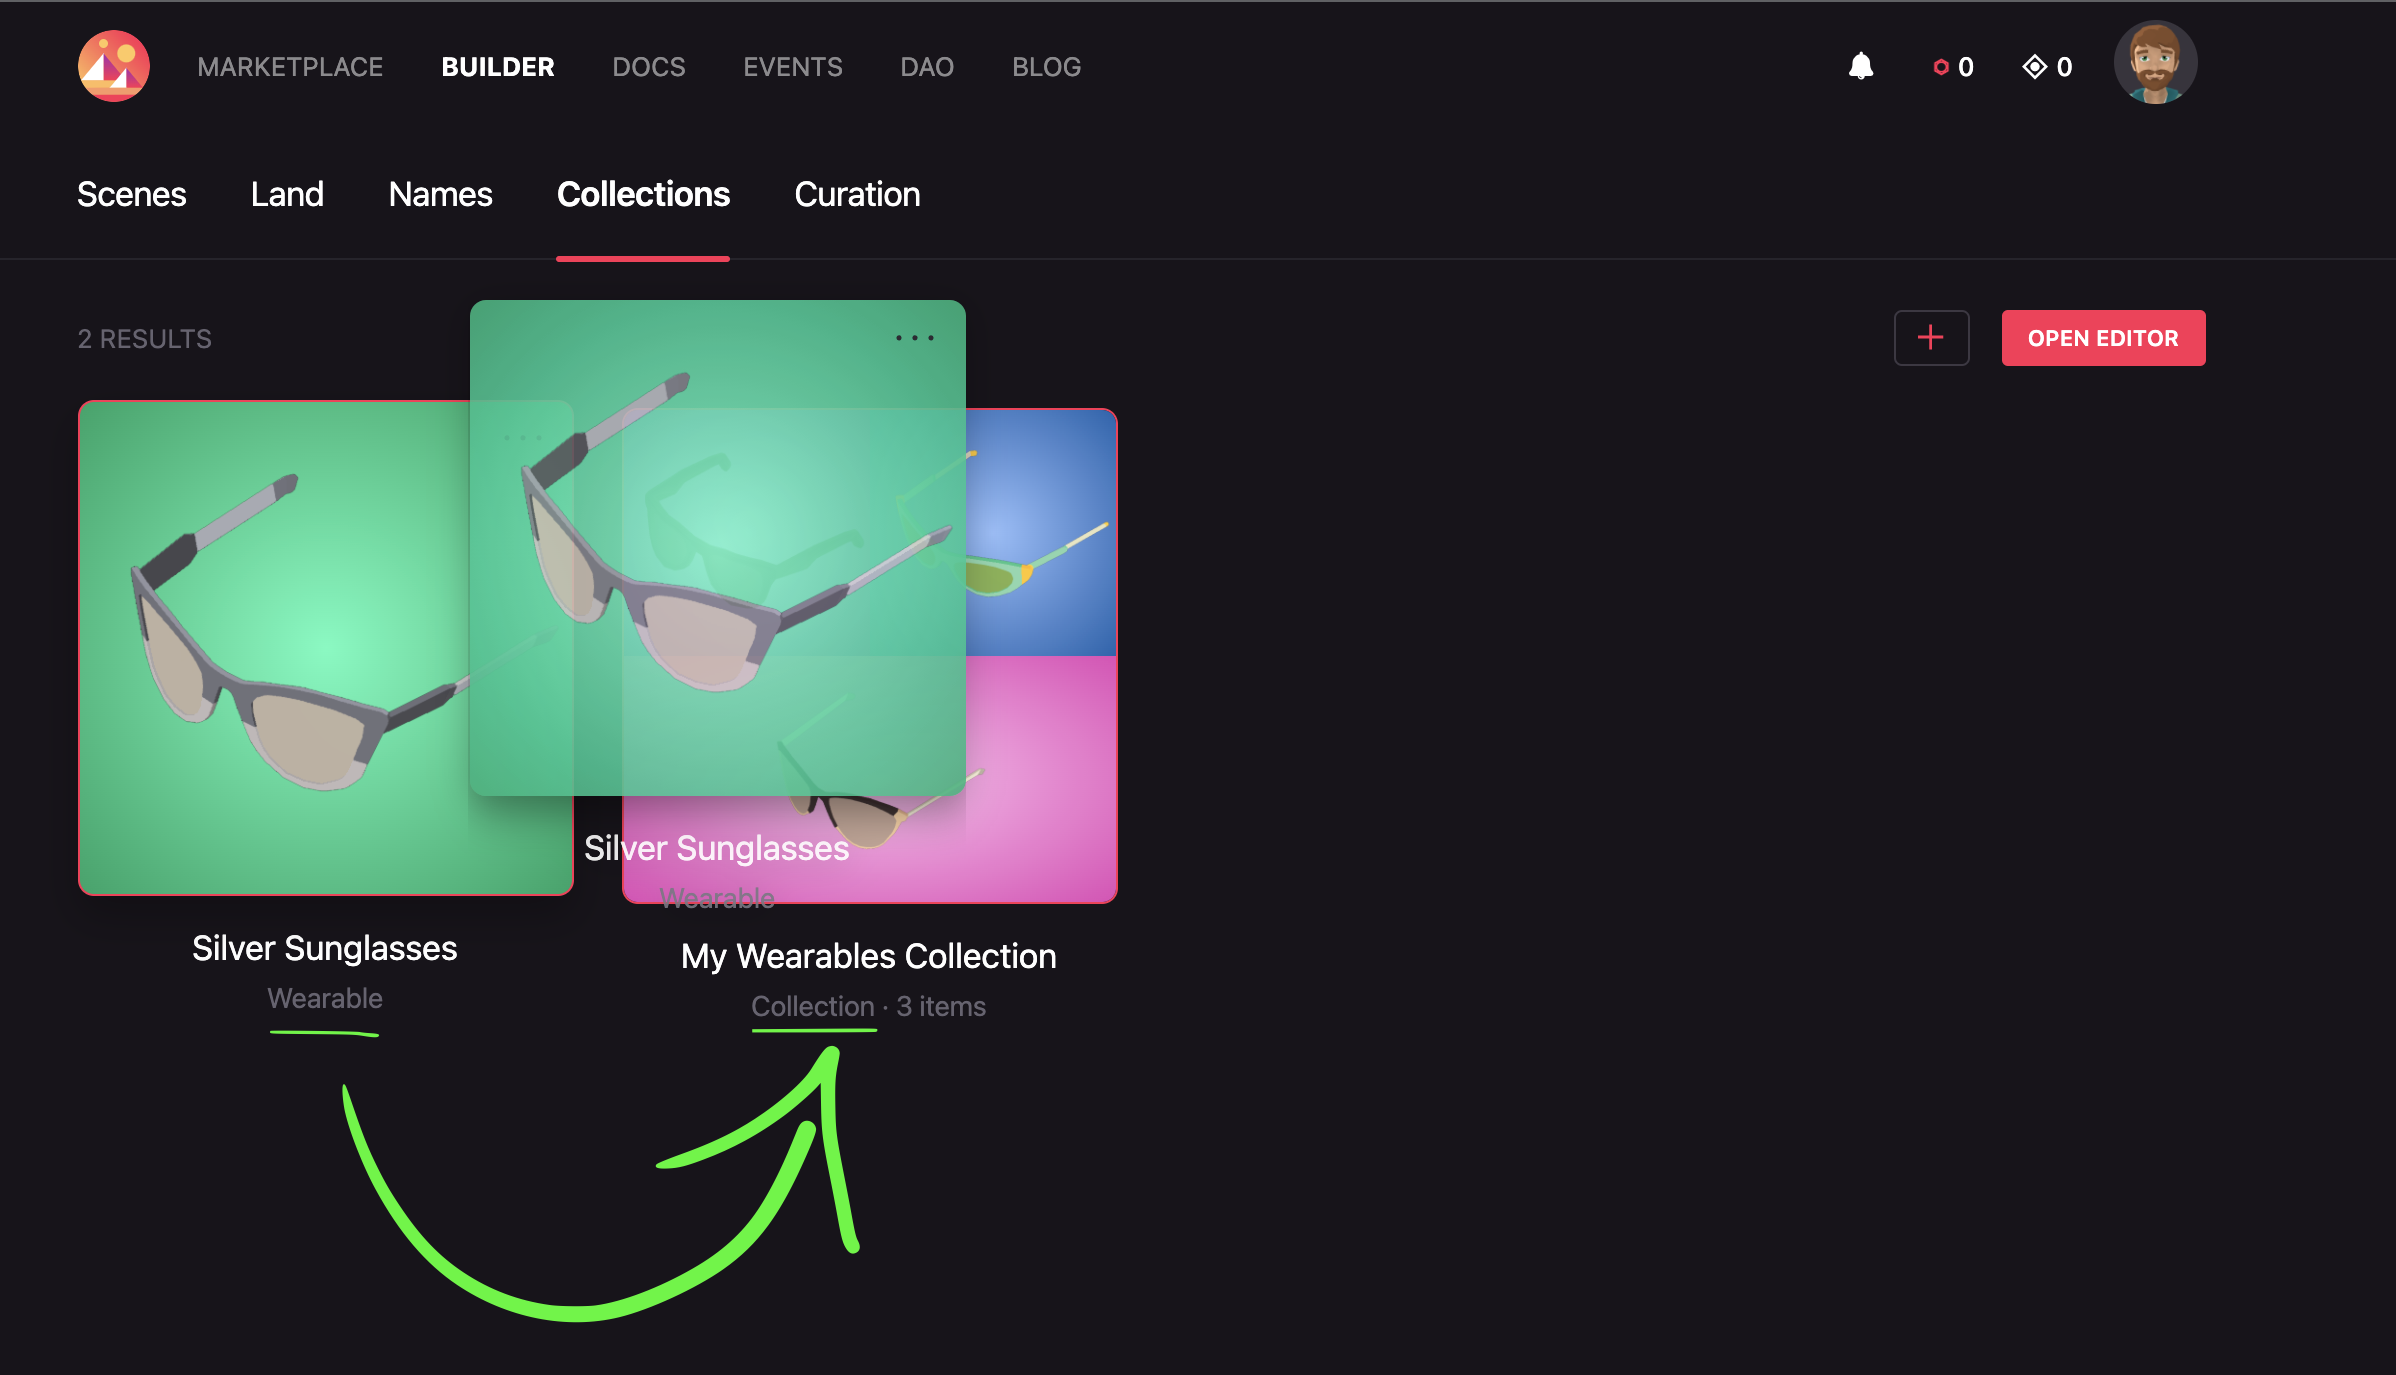 MARKETPLACE BUILDER DOCS EVENTS DAO BLOG 0 0
Scenes Land Names Collections Curation
2 RESULTS
OPEN EDITOR
Silver Sunglasses
Wearable
Silver Sunglasses
Wearable
My Wearables Collection
Collection · 3 items